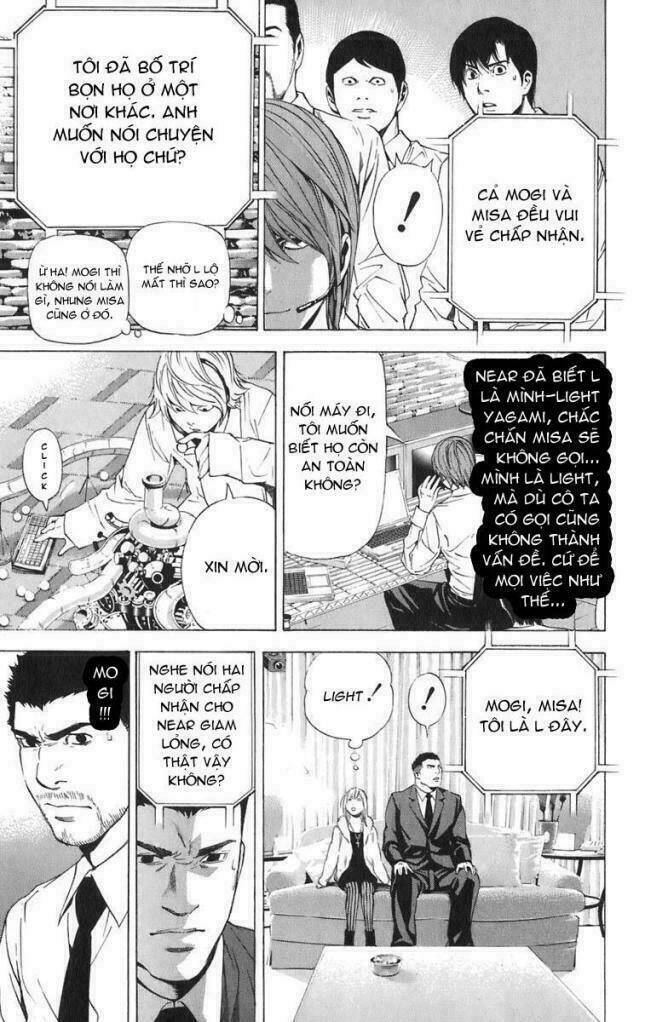 CẢ MOGI VÀ
MISA ĐỀU VUI
VẺ CHẤP NHẬN.
!
TÔI ĐÃ BỐ TRÍ
BỌN HỌ Ở MỘT
NƠI KHÁC. ANH
MUỐN NÓI CHUYỆN
VỚI HỌ CHỨ?
THẾ NHỠ L LỘ
MẶT THÌ SAO?
Ừ HA! MOGI THÌ
KHÔNG NÓI LÀM
GÌ, NHƯNG MISA
CŨNG Ở ĐÓ.
NEAR ĐÃ BIẾT L
LÀ MÌNH-LIGHT
YAGAMI, CHẮC
CHẮN MISA SẼ
KHÔNG GỌI...
MÌNH LÀ LIGHT,
MÀ DÙ CÔ TA
CÓ GỌI CŨNG
KHÔNG THÀNH
VẤN ĐỀ. CỨ ĐỂ
MỌI VIỆC NHƯ
THẾ...
NỐI MÁY ĐI,
TÔI MUỐN
BIẾT HỌ CÒN
AN TOÀN
KHÔNG?
XIN MỜI.
CLICK
MOGI, MISA!
TÔI LÀ L ĐÂY.
!
LIGHT!
NGHE NÓI HAI
NGƯỜI CHẤP
NHẬN CHO
NEAR GIAM
LỎNG, CÓ
THẬT VẬY
KHÔNG?
MO
GI
!!!